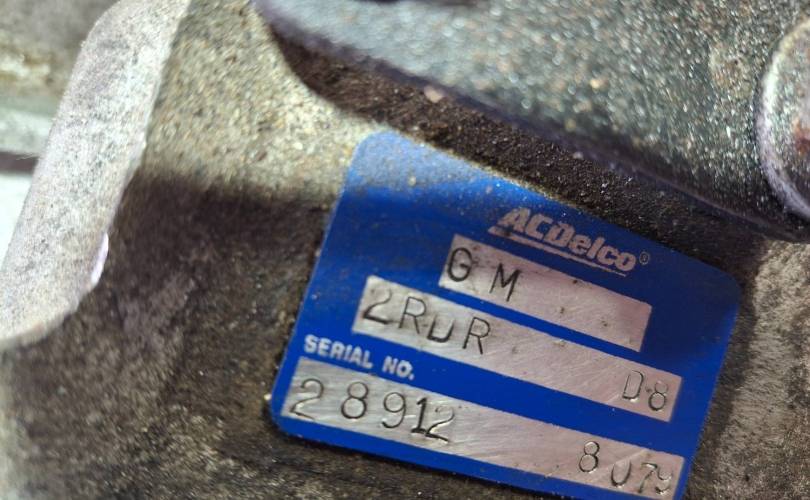 ACDelco®
GM
2RDR D8
SERIAL NO.
28912 8079